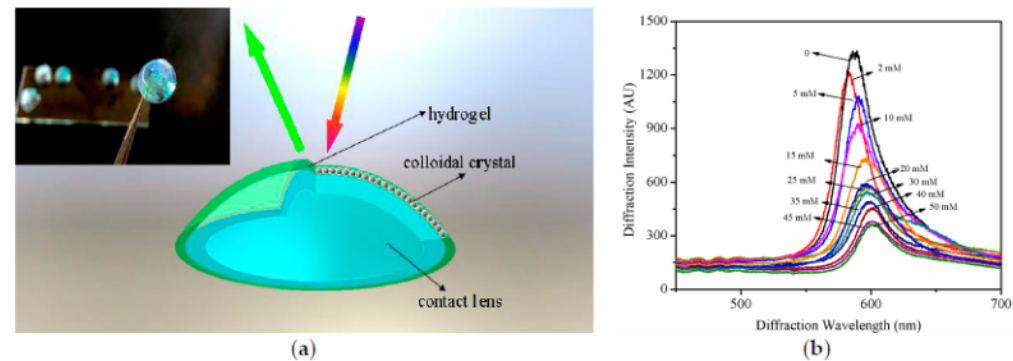 hydrogel
colloidal crystal
contact lens
(a)
Diffraction Intensity (AU)
1500
1200
900
600
300
0
2 mM
5 mM
10 mM
15 mM
20 mM
25 mM
30 mM
35 mM
40 mM
45 mM
50 mM
500
600
700
Diffraction Wavelength (nm)
(b)